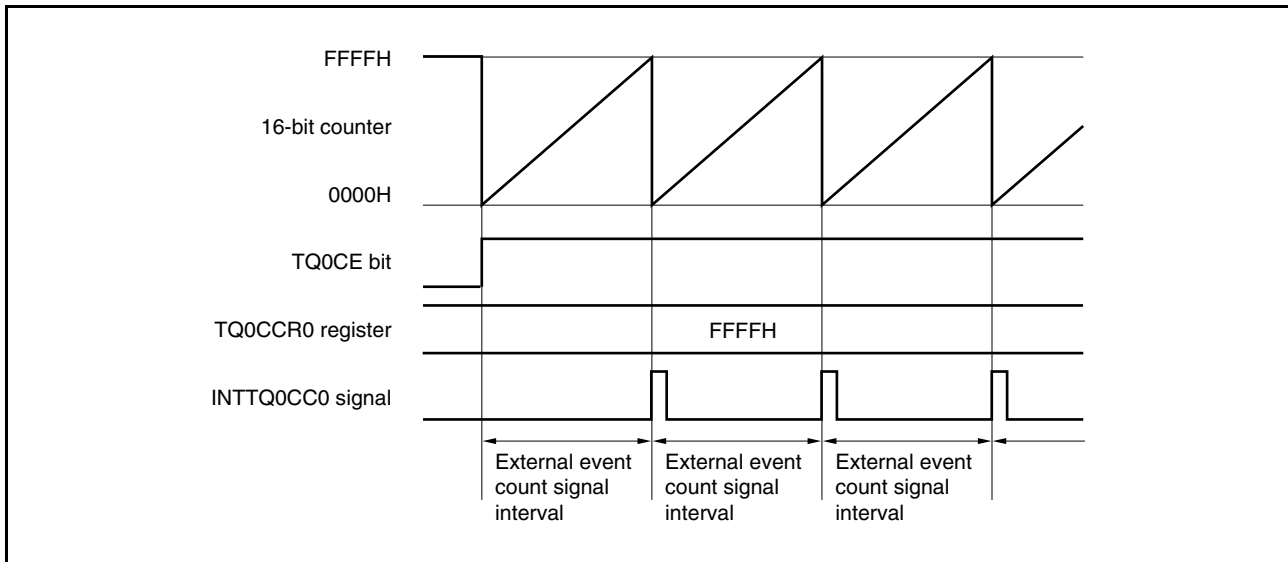 FFFFH
16-bit counter
0000H
TQ0CE bit
TQ0CCR0 register
FFFFH
INTTQ0CC0 signal
External event
count signal
interval
External event
count signal
interval
External event
count signal
interval